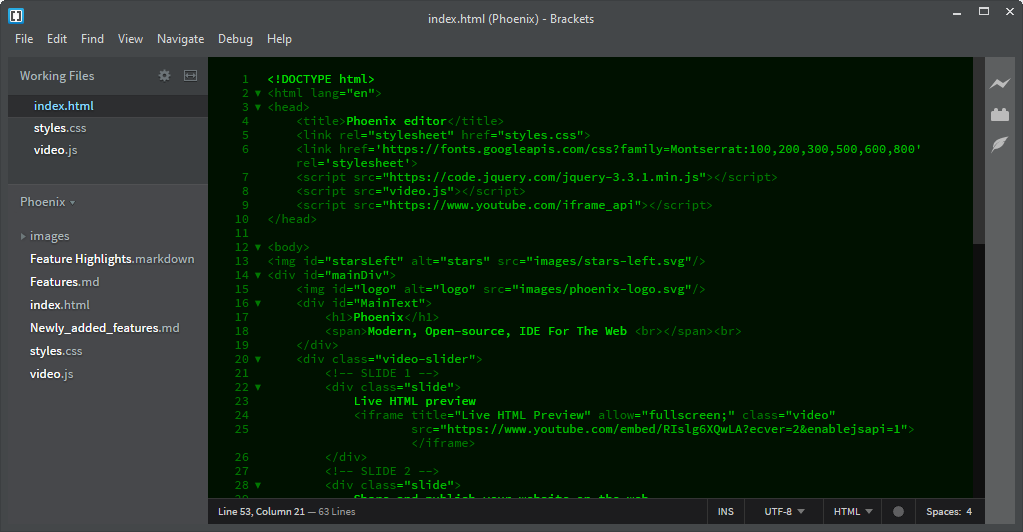 index.html (Phoenix) - Brackets
File Edit Find View Navigate Debug Help
Working Files
index.html
styles.css
video.js
Phoenix
images
Feature Highlights.markdown
Features.md
index.html
Newly_added_features.md
styles.css
video.js
1 <!DOCTYPE html>
2 <html lang="en">
3 <head>
4 <title>Phoenix editor</title>
5 <link rel="stylesheet" href="styles.css">
6 <link href='https://fonts.googleapis.com/css?family=Montserrat:100,200,300,500,600,800'
rel='stylesheet'>
7 <script src="https://code.jquery.com/jquery-3.3.1.min.js"></script>
8 <script src="video.js"></script>
9 <script src="https://www.youtube.com/iframe_api"></script>
10 </head>
11
12 <body>
13 <img id="starsLeft" alt="stars" src="images/stars-left.svg"/>
14 <div id="mainDiv">
15 <img id="logo" alt="logo" src="images/phoenix-logo.svg"/>
16 <div id="MainText">
17 <h1>Phoenix</h1>
18 <span>Modern, Open-source, IDE For The Web <br></span><br>
19 </div>
20 <div class="video-slider">
21 <!-- SLIDE 1 -->
22 <div class="slide">
23 Live HTML preview
24 <iframe title="Live HTML Preview" allow="fullscreen;" class="video"
25 src="https://www.youtube.com/embed/RIslg6XQwLA?ecver=2&enablejsapi=1">
</iframe>
26 </div>
27 <!-- SLIDE 2 -->
28 <div class="slide">
29 Share and publish your website on the web
Line 53, Column 21 — 63 Lines
INS
UTF-8
HTML
Spaces: 4